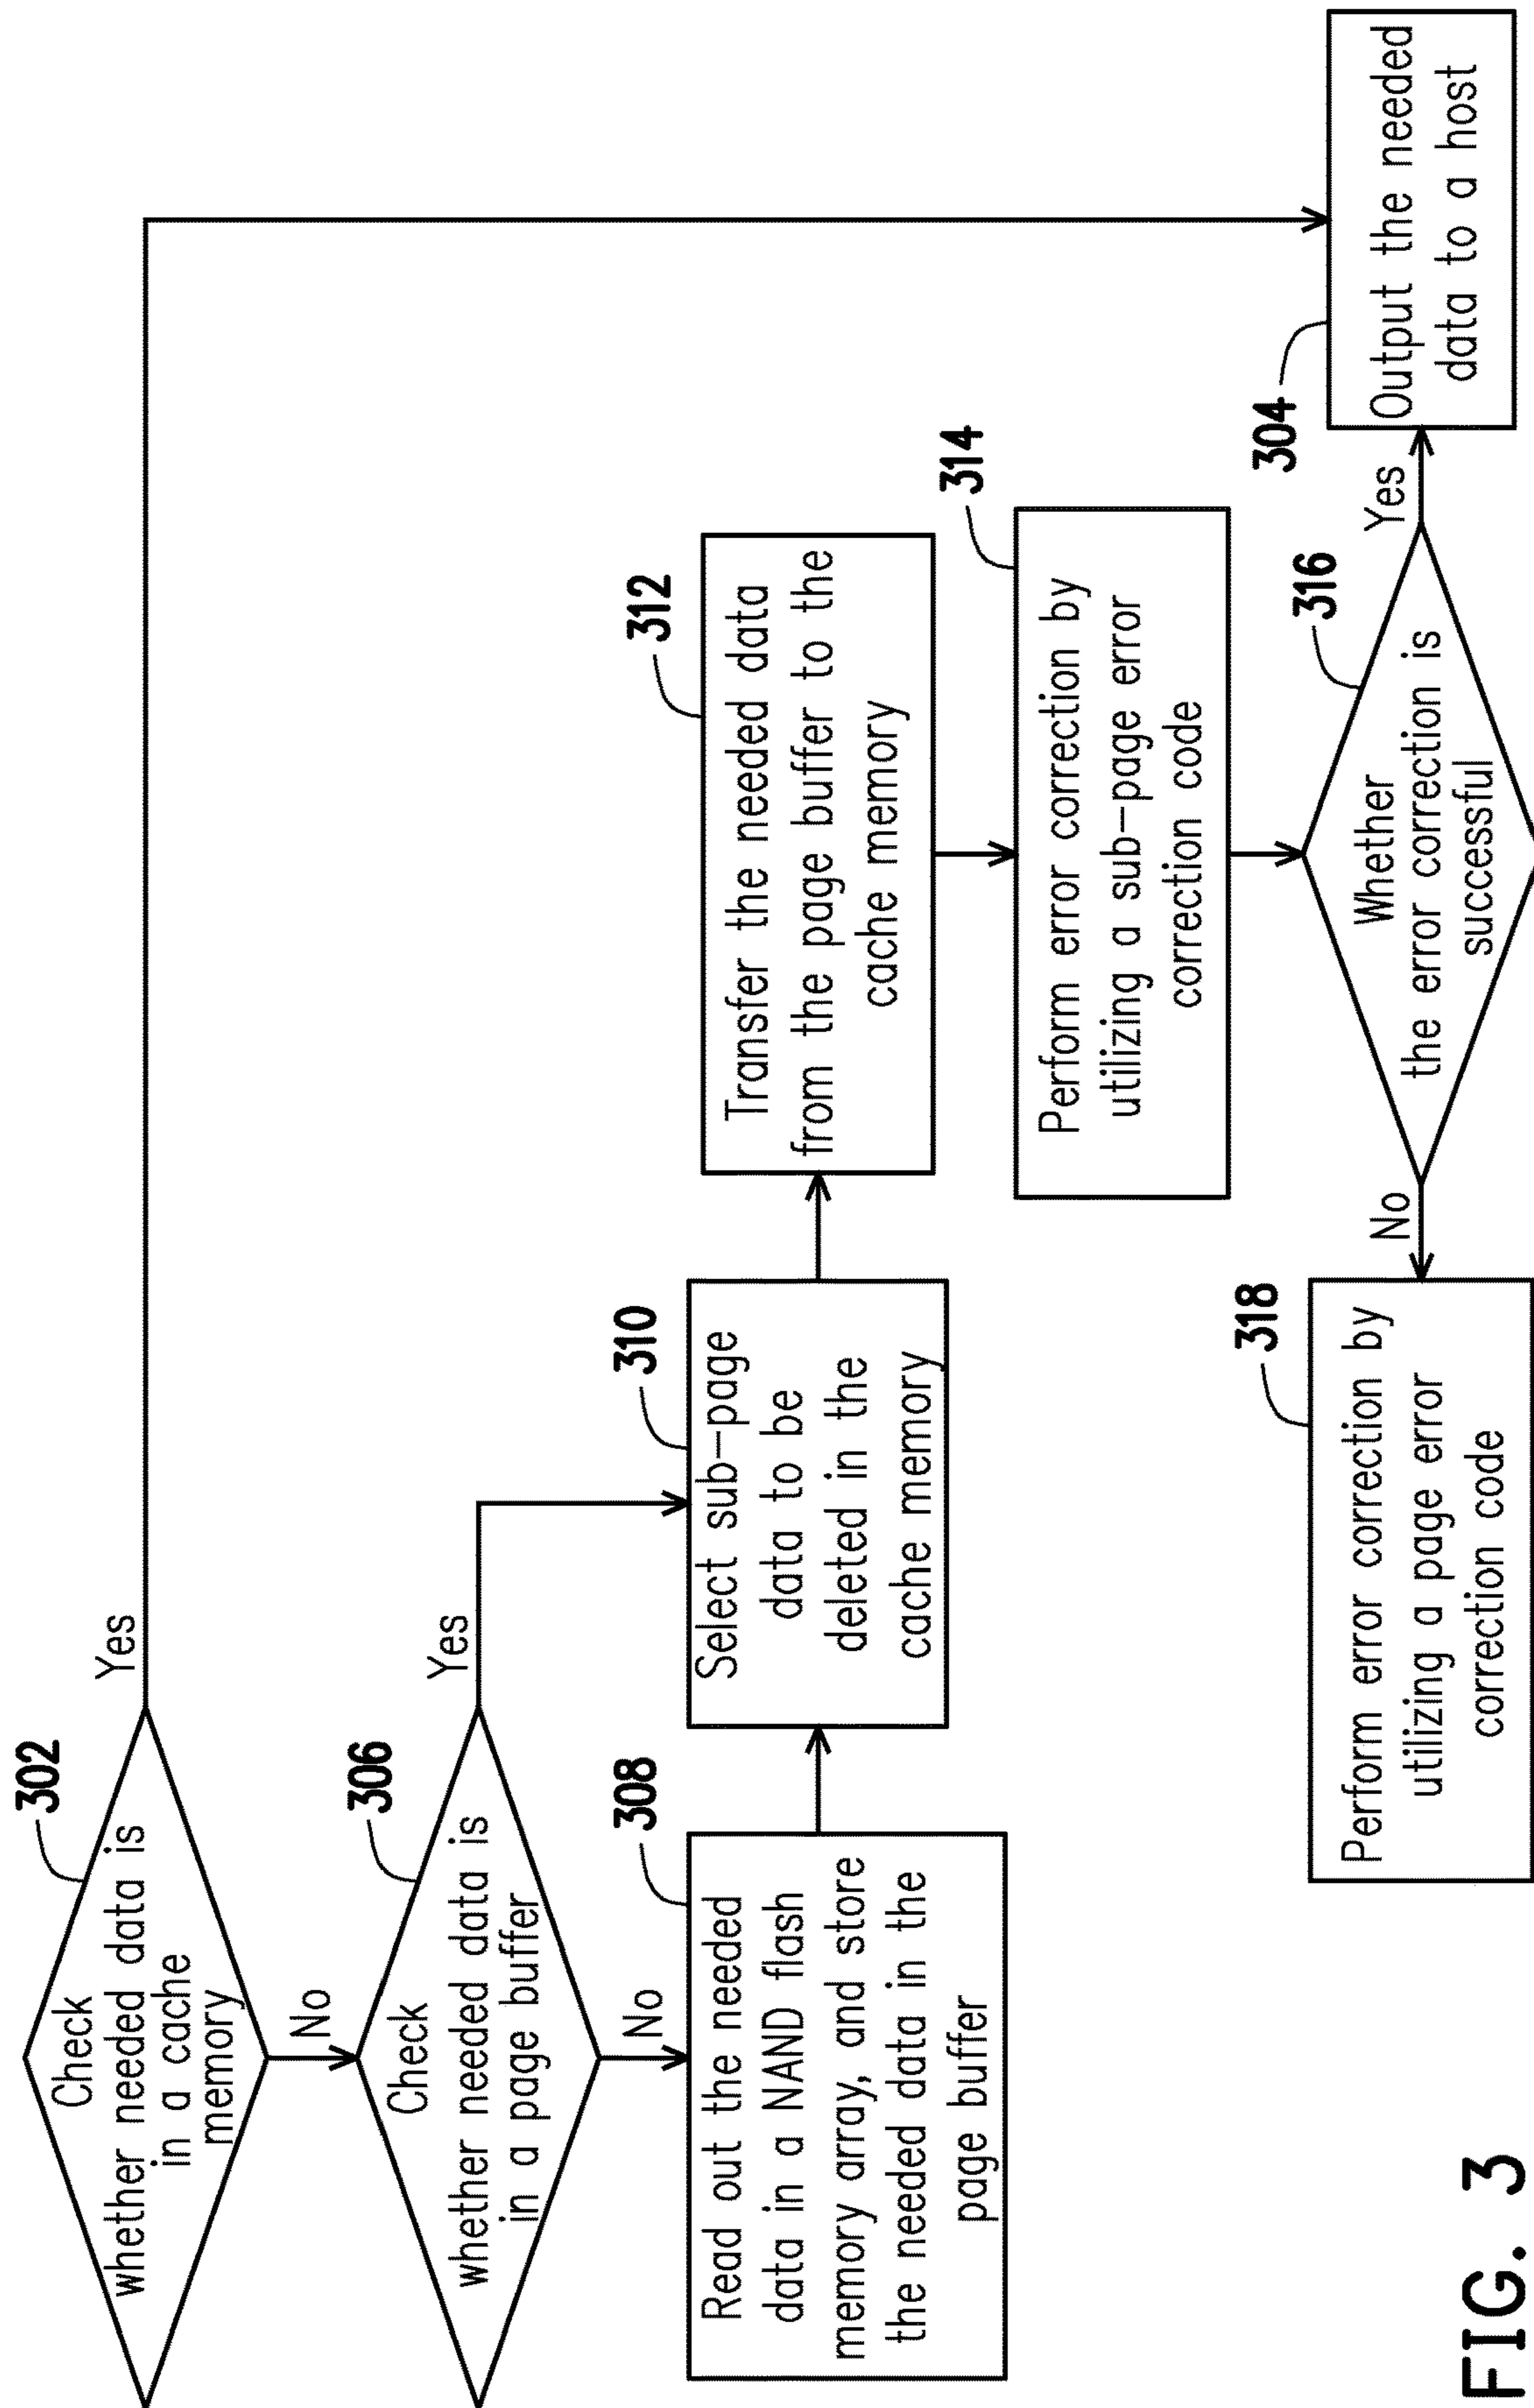 302
Check
whether needed data is
in a cache
memory
Yes
No
306
Check
whether needed data is
in a page buffer
Yes
No
308
Read out the needed
data in a NAND flash
memory array, and store
the needed data in the
page buffer
310
Select sub-page
data to be
deleted in the
cache memory
312
Transfer the needed data
from the page buffer to the
cache memory
314
Perform error correction by
utilizing a sub-page error
correction code
316
Whether
the error correction is
successful
Yes
No
304
Output the needed
data to a host
318
Perform error correction by
utilizing a page error
correction code
FIG. 3